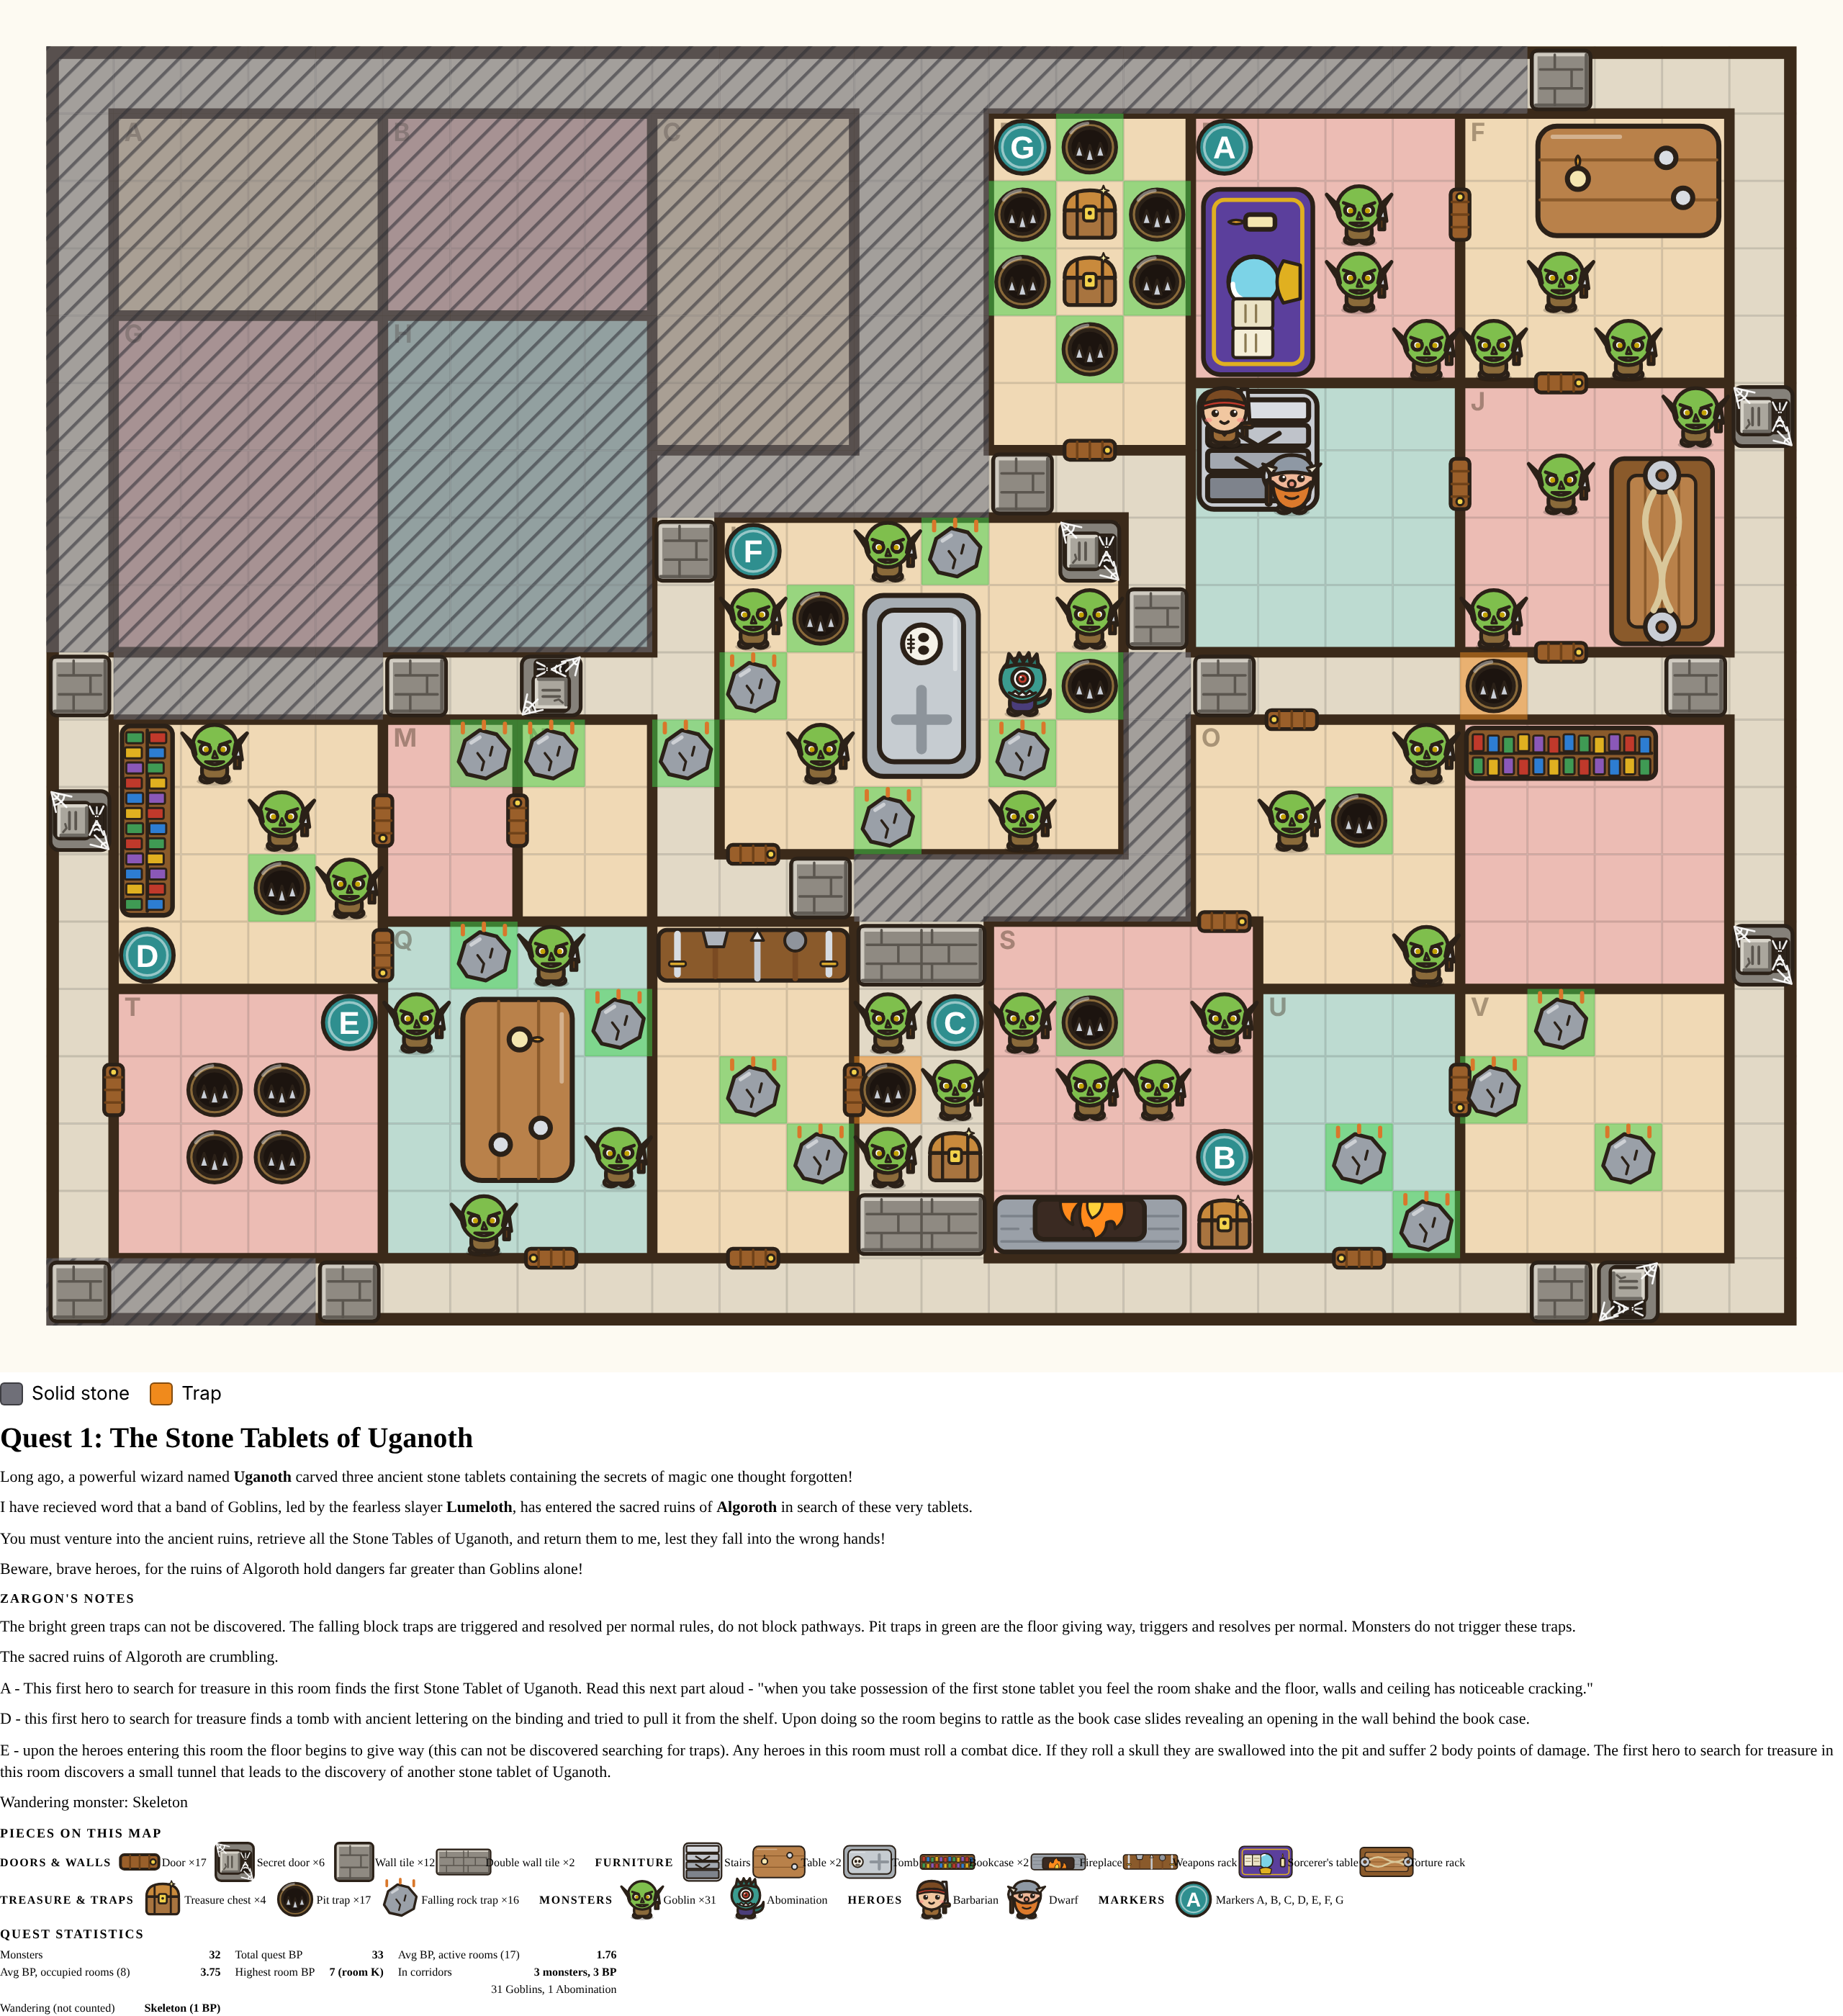 A B C G A F
G H J
F
M O
D Q S
T E C U V
B
Solid stone Trap
Quest 1: The Stone Tablets of Uganoth
Long ago, a powerful wizard named Uganoth carved three ancient stone tablets containing the secrets of magic one thought forgotten!
I have recieved word that a band of Goblins, led by the fearless slayer Lumeloth, has entered the sacred ruins of Algoroth in search of these very tablets.
You must venture into the ancient ruins, retrieve all the Stone Tables of Uganoth, and return them to me, lest they fall into the wrong hands!
Beware, brave heroes, for the ruins of Algoroth hold dangers far greater than Goblins alone!
ZARGON'S NOTES
The bright green traps can not be discovered. The falling block traps are triggered and resolved per normal rules, do not block pathways. Pit traps in green are the floor giving way, triggers and resolves per normal. Monsters do not trigger these traps.
The sacred ruins of Algoroth are crumbling.
A - This first hero to search for treasure in this room finds the first Stone Tablet of Uganoth. Read this next part aloud - "when you take possession of the first stone tablet you feel the room shake and the floor, walls and ceiling has noticeable cracking."
D - this first hero to search for treasure finds a tomb with ancient lettering on the binding and tried to pull it from the shelf. Upon doing so the room begins to rattle as the book case slides revealing an opening in the wall behind the book case.
E - upon the heroes entering this room the floor begins to give way (this can not be discovered searching for traps). Any heroes in this room must roll a combat dice. If they roll a skull they are swallowed into the pit and suffer 2 body points of damage. The first hero to search for treasure in
this room discovers a small tunnel that leads to the discovery of another stone tablet of Uganoth.
Wandering monster: Skeleton
PIECES ON THIS MAP
DOORS & WALLS Door ×17 Secret door ×6 Wall tile ×12 Double wall tile ×2 FURNITURE Stairs Table ×2 Tomb Bookcase ×2 Fireplace Weapons rack Sorcerer's table Torture rack
TREASURE & TRAPS Treasure chest ×4 Pit trap ×17 Falling rock trap ×16 MONSTERS Goblin ×31 Abomination HEROES Barbarian Dwarf MARKERS A Markers A, B, C, D, E, F, G
QUEST STATISTICS
Monsters 32 Total quest BP 33 Avg BP, active rooms (17) 1.76
Avg BP, occupied rooms (8) 3.75 Highest room BP 7 (room K) In corridors 3 monsters, 3 BP
31 Goblins, 1 Abomination
Wandering (not counted) Skeleton (1 BP)